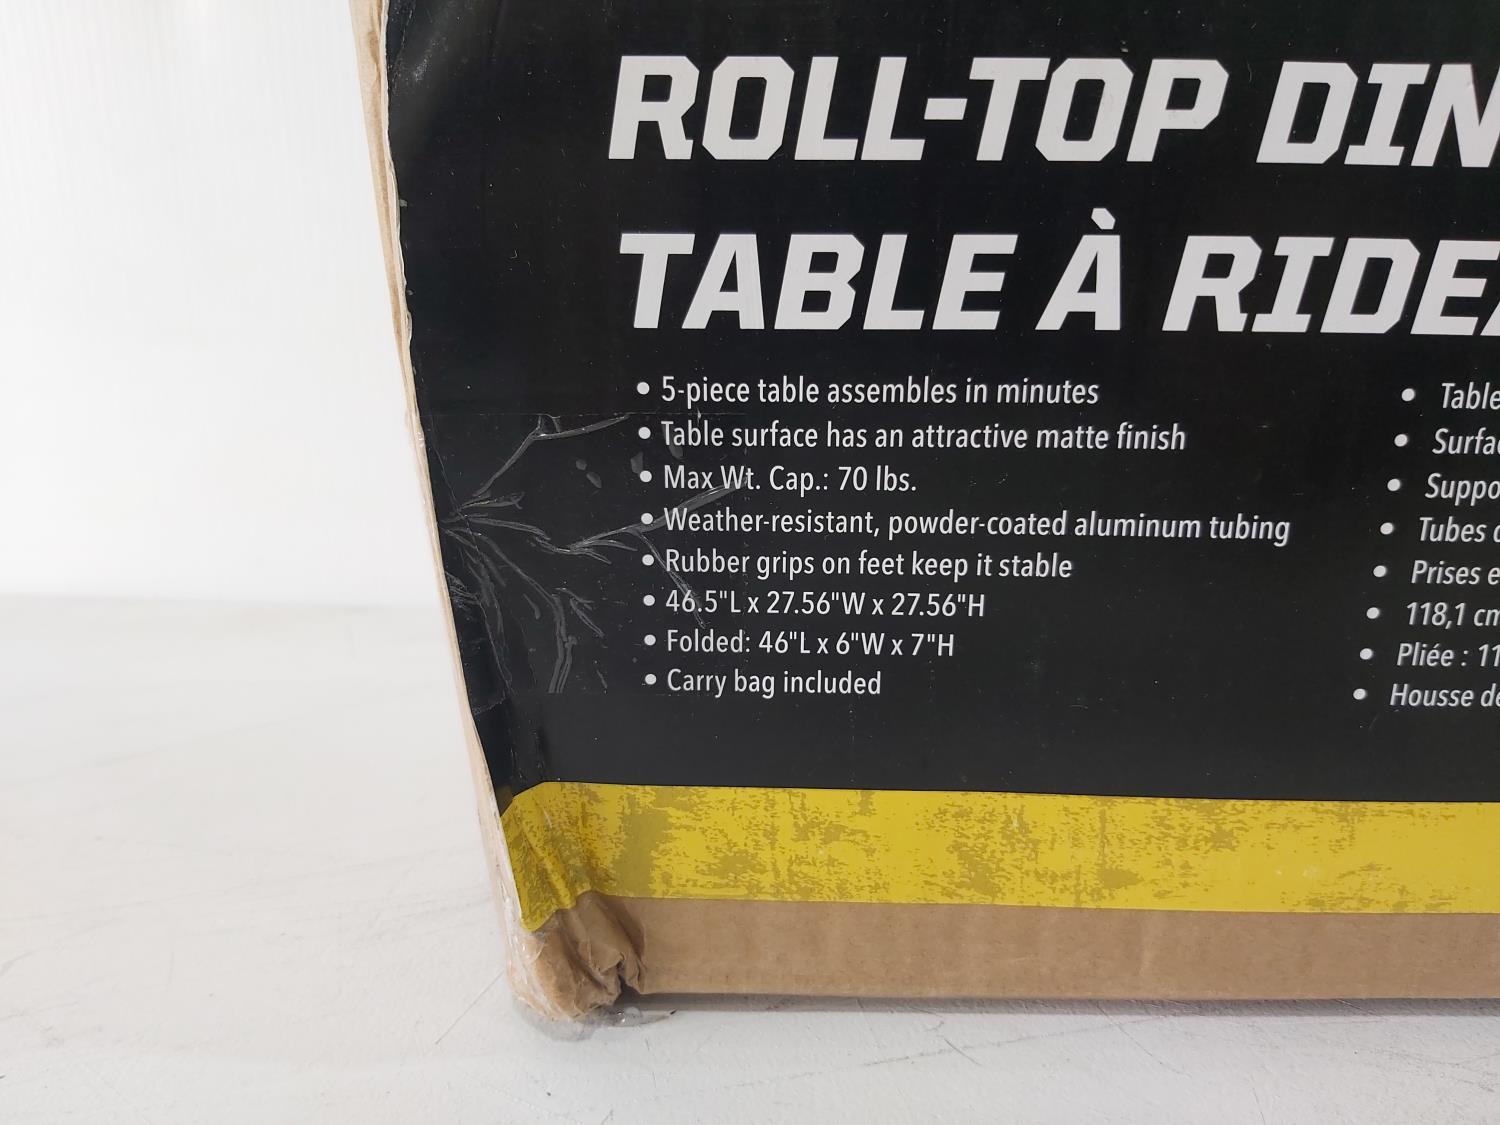 ROLL-TOP DIN
TABLE À RIDEA
• 5-piece table assembles in minutes
• Table surface has an attractive matte finish
• Max Wt. Cap.: 70 lbs.
• Weather-resistant, powder-coated aluminum tubing
• Rubber grips on feet keep it stable
• 46.5"L x 27.56"W x 27.56"H
• Folded: 46"L x 6"W x 7"H
• Carry bag included
• Table
• Surfac
• Suppo
• Tubes d
• Prises e
• 118,1 cm
• Pliée : 11
• Housse de